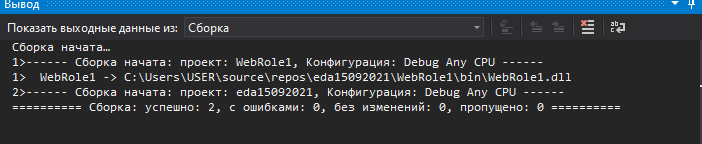 Вывод
Показать выходные данные из: Сборка
Сборка начата…
1>------ Сборка начата: проект: WebRole1, Конфигурация: Debug Any CPU ------
1>  WebRole1 -> C:\Users\USER\source\repos\eda15092021\WebRole1\bin\WebRole1.dll
2>------ Сборка начата: проект: eda15092021, Конфигурация: Debug Any CPU ------
========== Сборка: успешно: 2, с ошибками: 0, без изменений: 0, пропущено: 0 ==========